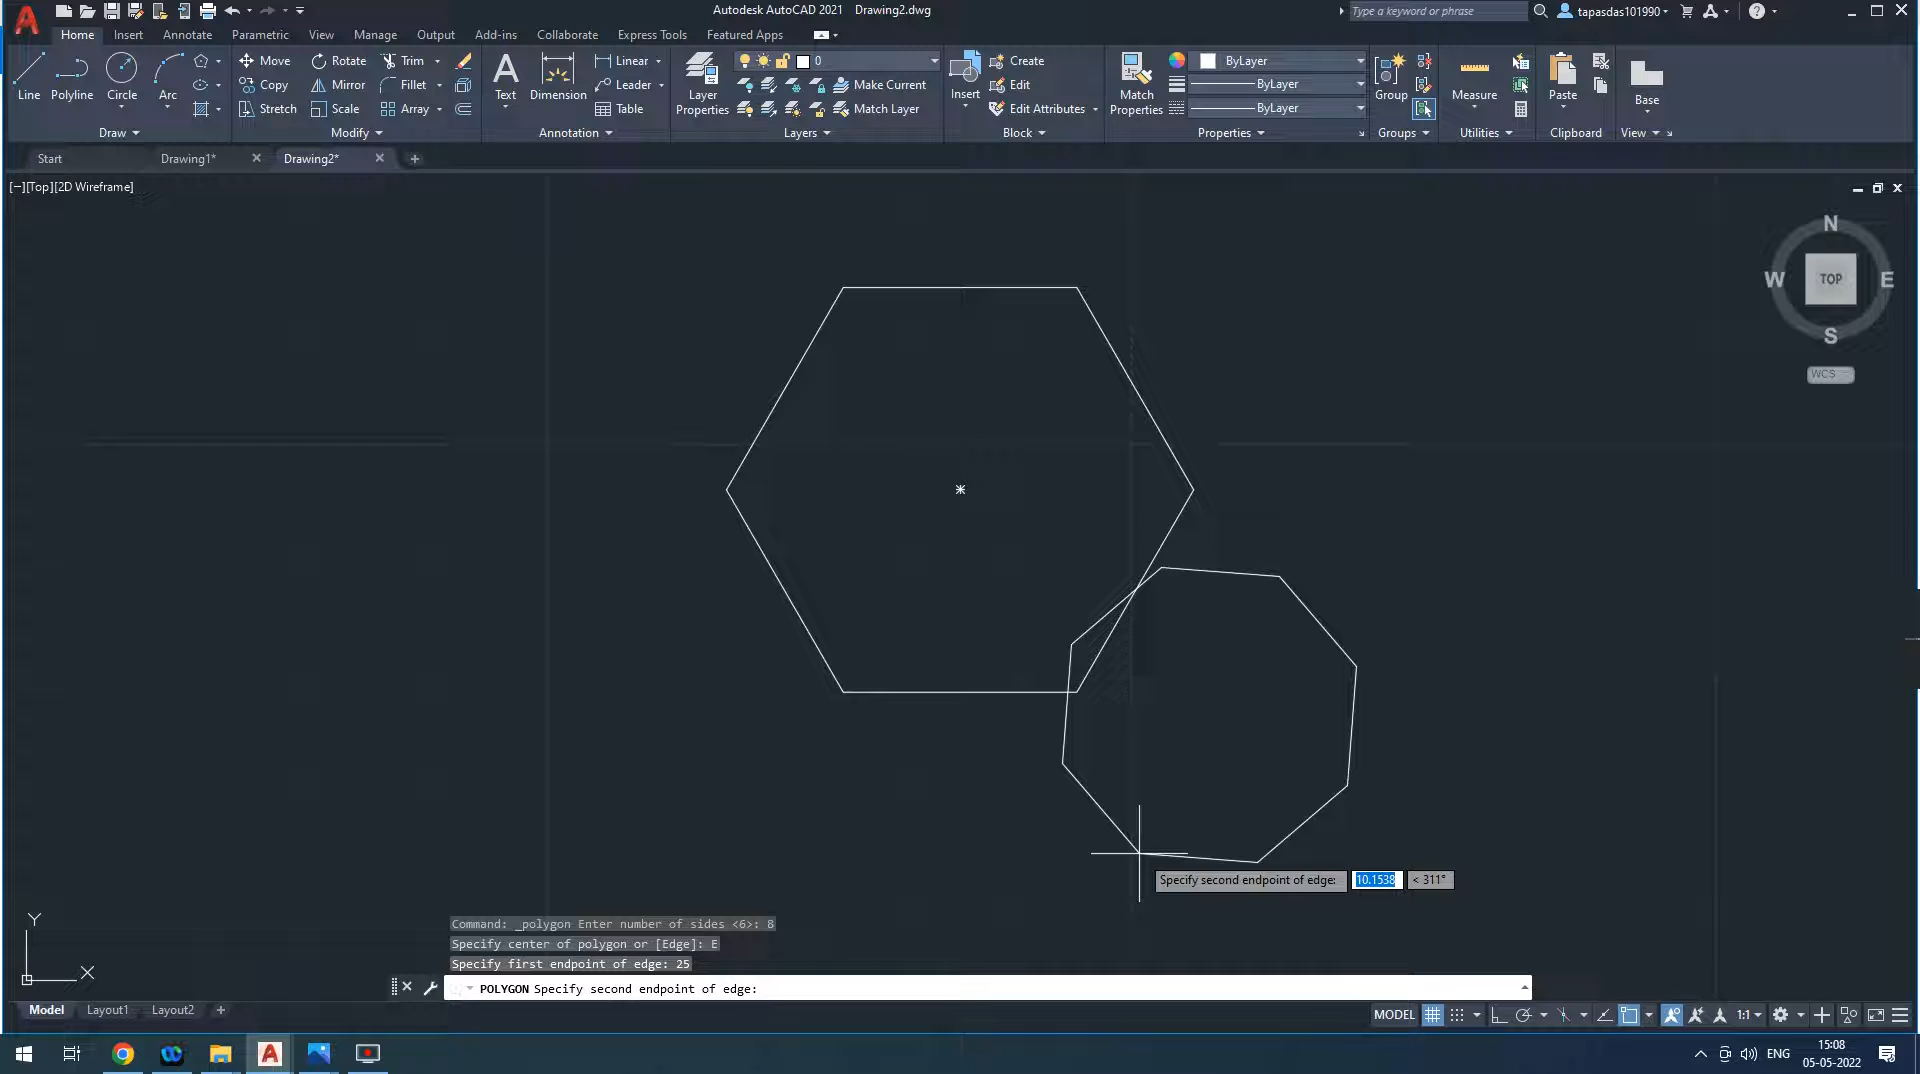 Autodesk AutoCAD 2021 Drawing2.dwg
Type a keyword or phrase
tapasdas101990
Home Insert Annotate Parametric View Manage Output Add-ins Collaborate Express Tools Featured Apps
Line Polyline Circle Arc
Move Rotate Trim
Copy Mirror Fillet
Stretch Scale Array
Text Dimension
Linear
Leader
Table
Layer Properties
0
Make Current
Match Layer
Insert
Create
Edit
Edit Attributes
Match Properties
ByLayer
ByLayer
ByLayer
Group
Measure
Paste
Base
Draw Modify Annotation Layers Block Properties Groups Utilities Clipboard View
Start Drawing1* Drawing2*
[−][Top][2D Wireframe]
N
W TOP E
S
WCS
Specify second endpoint of edge: 10.1538 < 311°
Y
X
Command: _polygon Enter number of sides <6>: 8
Specify center of polygon or [Edge]: E
Specify first endpoint of edge: 25
POLYGON Specify second endpoint of edge:
Model Layout1 Layout2
MODEL 1:1
ENG
15:08
05-05-2022